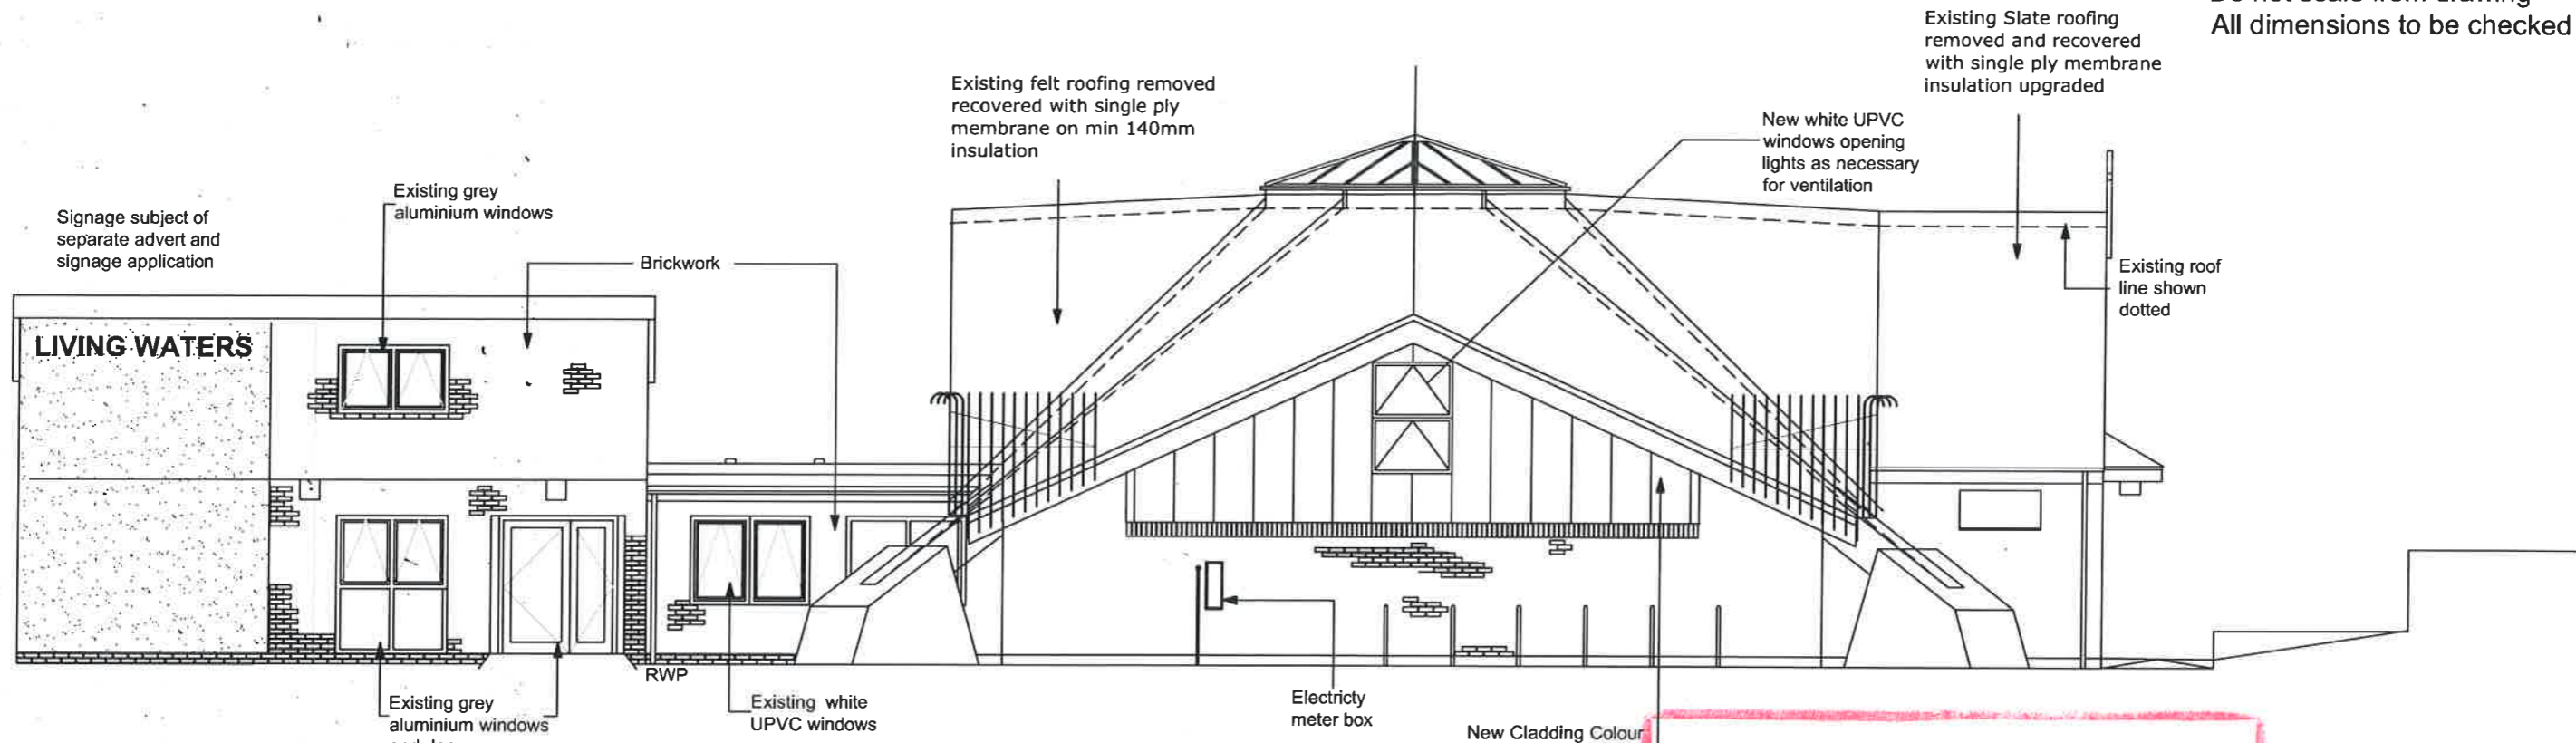 All dimensions to be checked
Existing Slate roofing
removed and recovered
with single ply membrane
insulation upgraded
Existing felt roofing removed
recovered with single ply
membrane on min 140mm
insulation
New white UPVC
windows opening
lights as necessary
for ventilation
Existing grey
aluminium windows
Signage subject of
separate advert and
signage application
Brickwork
Existing roof
line shown
dotted
LIVING WATERS
RWP
Existing grey
aluminium windows
Existing white
UPVC windows
Electricty
meter box
New Cladding Colour